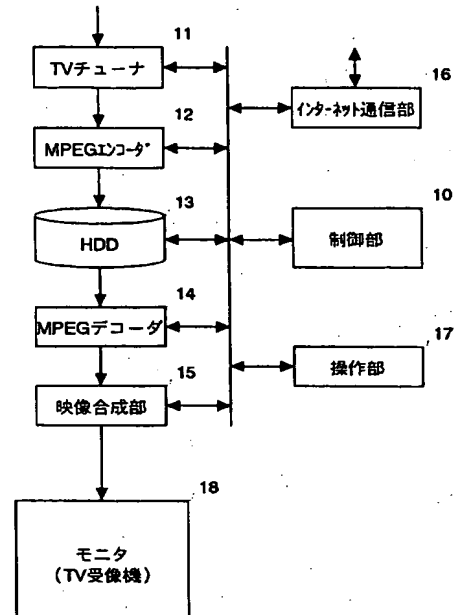 11
TVチューナ
12
MPEGエンコーダ
13
HDD
14
MPEGデコーダ
15
映像合成部
18
モニタ
(TV受像機)
16
インターネット通信部
10
制御部
17
操作部